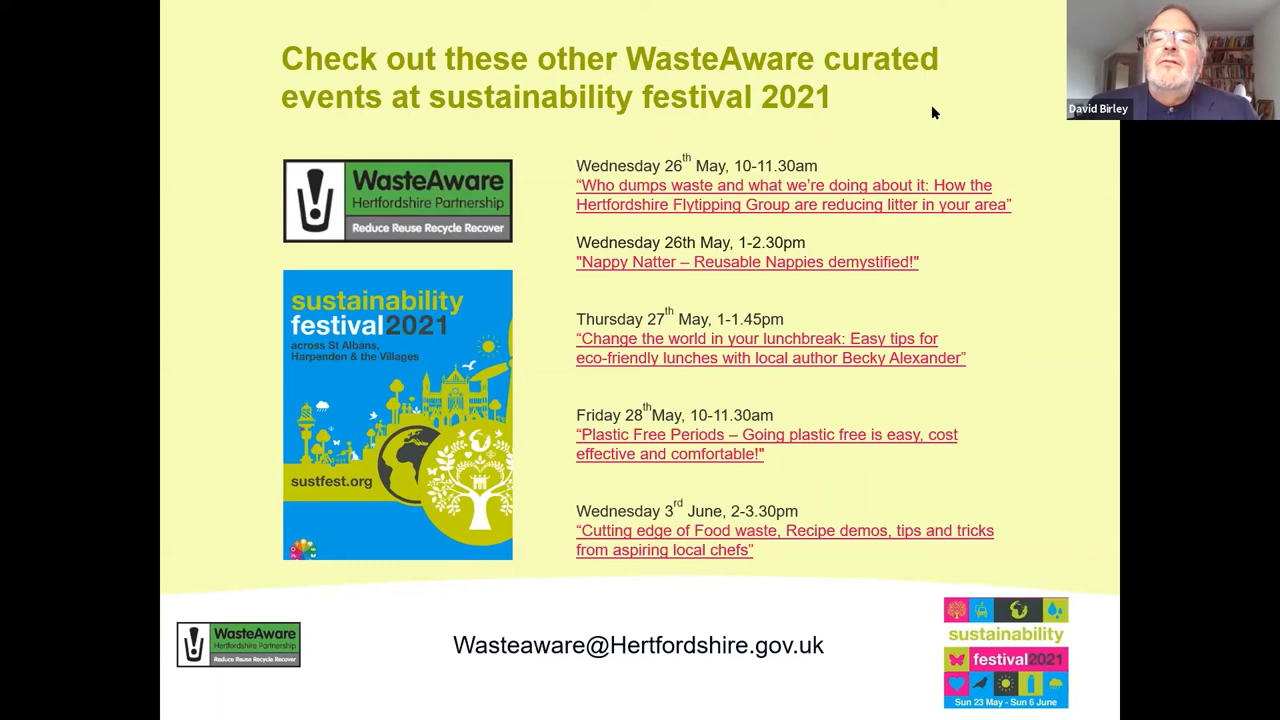 Check out these other WasteAware curated
events at sustainability festival 2021
David Birley
WasteAware
Hertfordshire Partnership
Reduce Reuse Recycle Recover
sustainability
festival2021
across St Albans,
Harpenden & the Villages
sustfest.org
Wednesday 26th May, 10-11.30am
“Who dumps waste and what we’re doing about it: How the
Hertfordshire Flytipping Group are reducing litter in your area”
Wednesday 26th May, 1-2.30pm
"Nappy Natter – Reusable Nappies demystified!"
Thursday 27th May, 1-1.45pm
“Change the world in your lunchbreak: Easy tips for
eco-friendly lunches with local author Becky Alexander”
Friday 28thMay, 10-11.30am
“Plastic Free Periods – Going plastic free is easy, cost
effective and comfortable!"
Wednesday 3rd June, 2-3.30pm
“Cutting edge of Food waste, Recipe demos, tips and tricks
from aspiring local chefs”
WasteAware
Hertfordshire Partnership
Reduce Reuse Recycle Recover
Wasteaware@Hertfordshire.gov.uk
sustainability
festival2021
Sun 23 May - Sun 6 June